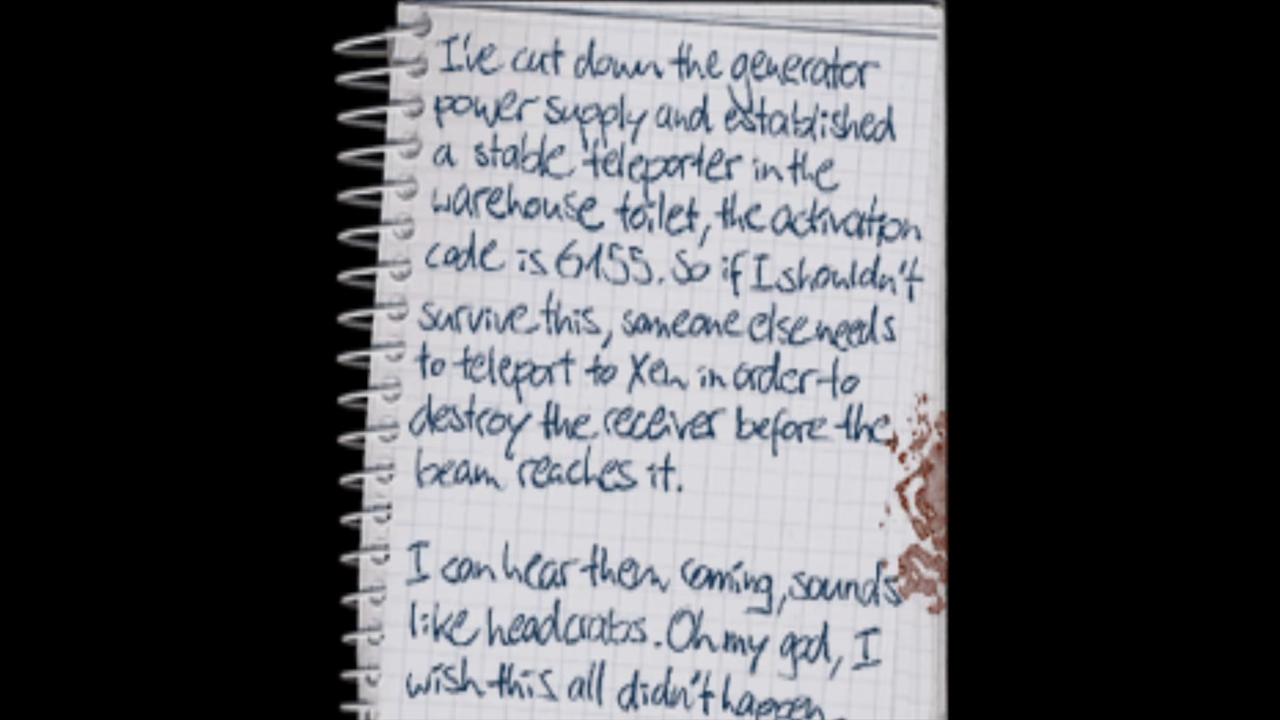 I've cut down the generator
power supply and established
a stable teleporter in the
warehouse toilet, the activation
code is 6155. So if I shouldn't
survive this, someone else needs
to teleport to Xen in order to
destroy the receiver before the
beam reaches it.
I can hear them coming, sounds
like headcrabs. Oh my god, I
wish this all didn't happen.